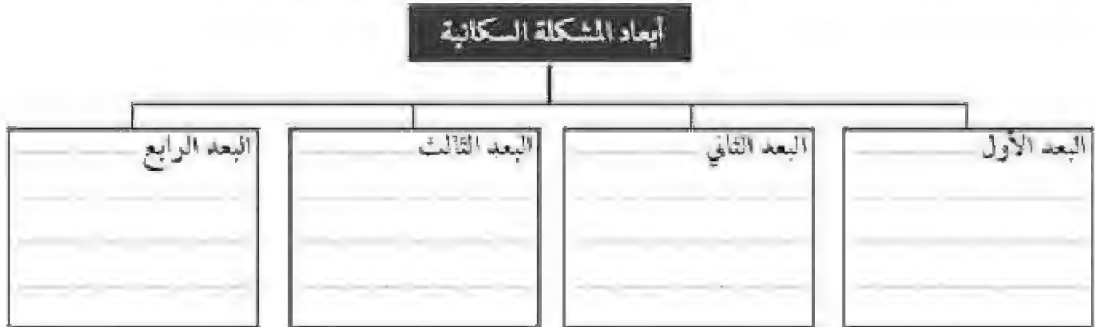 أبعاد المشكلة السكانية
البعد الأول
البعد الثاني
البعد الثالث
البعد الرابع